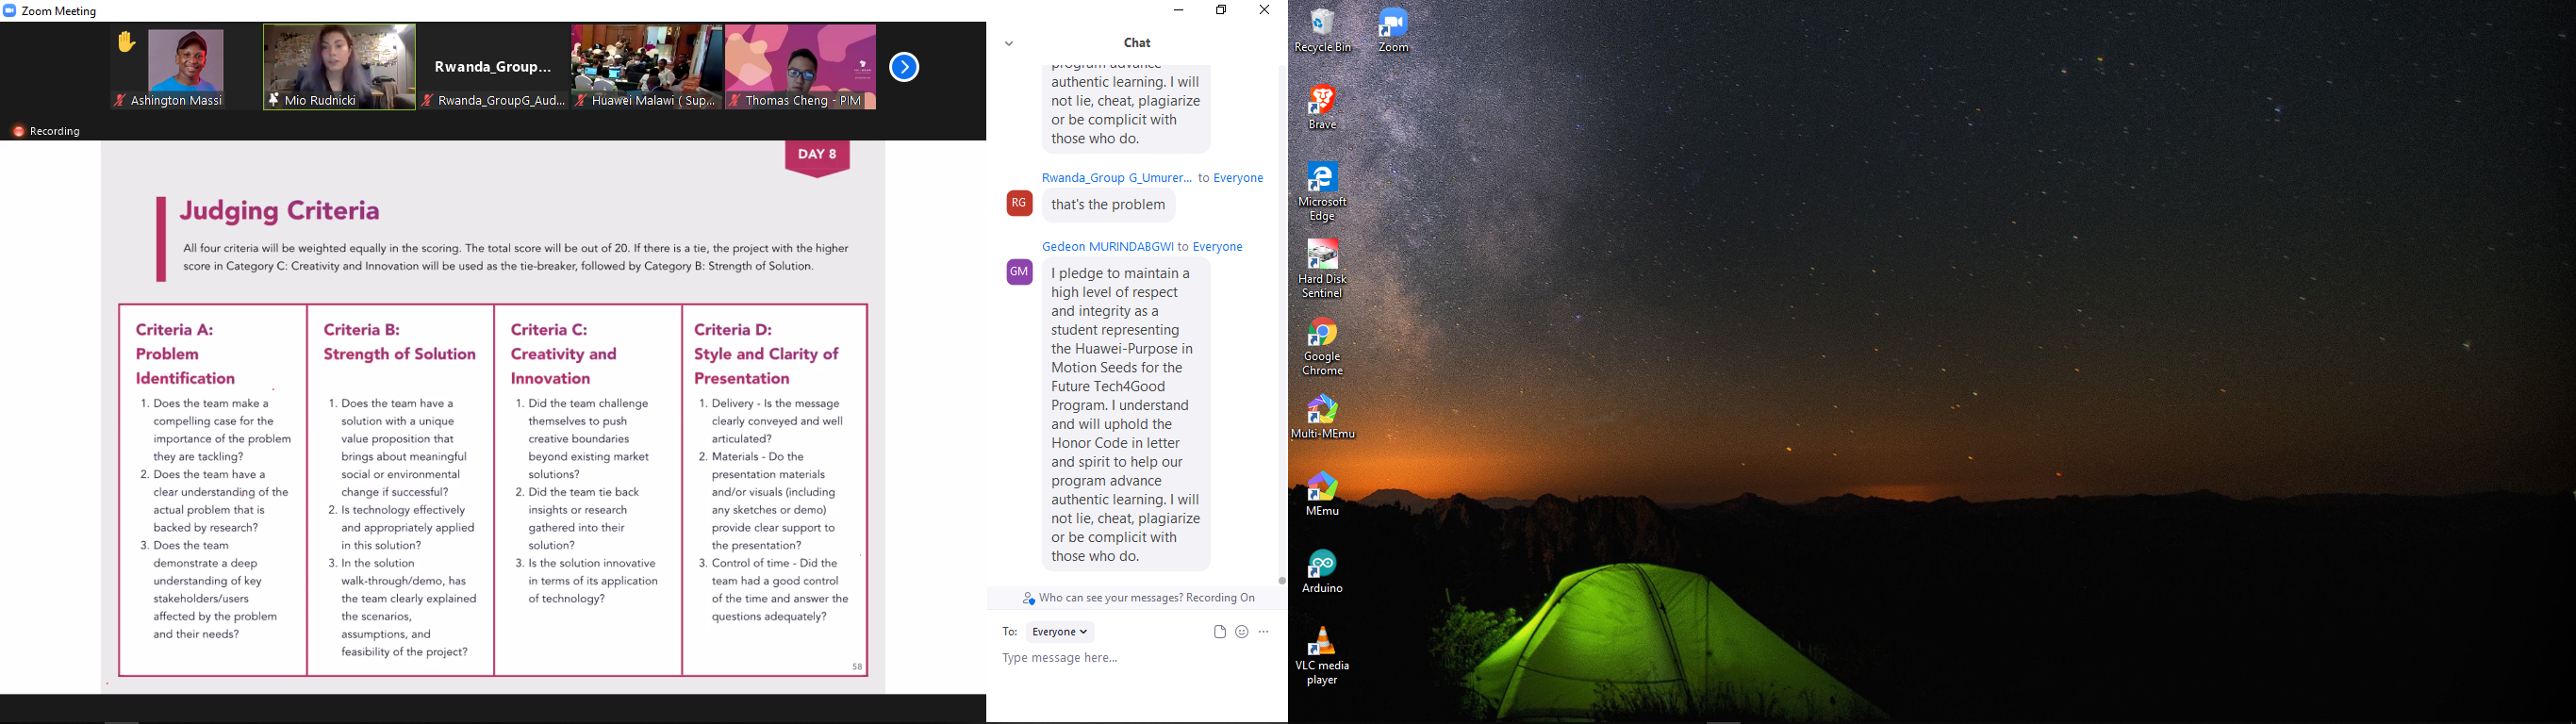 Zoom Meeting
Ashington Massi
Mio Rudnicki
Rwanda_Group...
Rwanda_GroupG_Aud...
Huawei Malawi ( Sup...
Thomas Cheng - PIM
Recording
DAY 8
Judging Criteria
All four criteria will be weighted equally in the scoring. The total score will be out of 20. If there is a tie, the project with the higher
score in Category C: Creativity and Innovation will be used as the tie-breaker, followed by Category B: Strength of Solution.
Criteria A:
Problem
Identification
1. Does the team make a
compelling case for the
importance of the problem
they are tackling?
2. Does the team have a
clear understanding of the
actual problem that is
backed by research?
3. Does the team
demonstrate a deep
understanding of key
stakeholders/users
affected by the problem
and their needs?
Criteria B:
Strength of Solution
1. Does the team have a
solution with a unique
value proposition that
brings about meaningful
social or environmental
change if successful?
2. Is technology effectively
and appropriately applied
in this solution?
3. In the solution
walk-through/demo, has
the team clearly explained
the scenarios,
assumptions, and
feasibility of the project?
Criteria C:
Creativity and
Innovation
1. Did the team challenge
themselves to push
creative boundaries
beyond existing market
solutions?
2. Did the team tie back
insights or research
gathered into their
solution?
3. Is the solution innovative
in terms of its application
of technology?
Criteria D:
Style and Clarity of
Presentation
1. Delivery - Is the message
clearly conveyed and well
articulated?
2. Materials - Do the
presentation materials
and/or visuals (including
any sketches or demo)
provide clear support to
the presentation?
3. Control of time - Did the
team had a good control
of the time and answer the
questions adequately?
58
Chat
program advance
authentic learning. I will
not lie, cheat, plagiarize
or be complicit with
those who do.
Rwanda_Group G_Umurer... to Everyone
RG
that's the problem
Gedeon MURINDABGWI to Everyone
GM
I pledge to maintain a
high level of respect
and integrity as a
student representing
the Huawei-Purpose in
Motion Seeds for the
Future Tech4Good
Program. I understand
and will uphold the
Honor Code in letter
and spirit to help our
program advance
authentic learning. I will
not lie, cheat, plagiarize
or be complicit with
those who do.
Who can see your messages? Recording On
To: Everyone
Type message here...
Recycle Bin
Zoom
Brave
Microsoft
Edge
Hard Disk
Sentinel
Google
Chrome
Multi-MEmu
MEmu
Arduino
VLC media
player